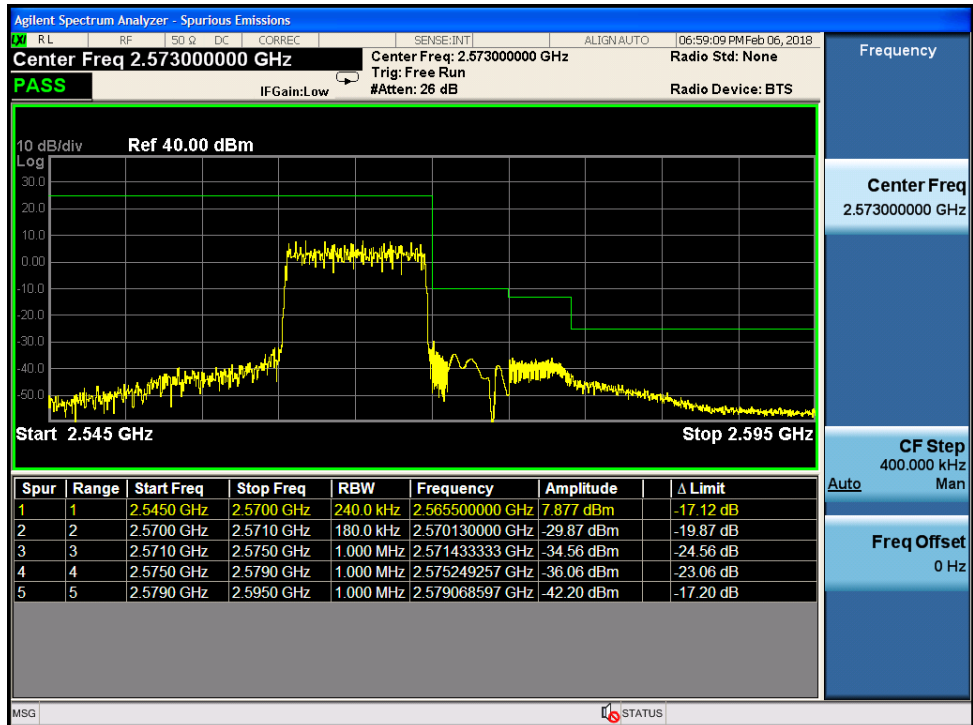 Agilent Spectrum Analyzer - Spurious Emissions
LXI RL RF 50 Ω DC CORREC SENSE:INT ALIGN AUTO 06:59:09 PM Feb 06, 2018
Center Freq 2.573000000 GHz
Center Freq: 2.573000000 GHz
Radio Std: None
Trig: Free Run
PASS
IFGain:Low
#Atten: 26 dB
Radio Device: BTS
10 dB/div Ref 40.00 dBm
Log
30.0
20.0
10.0
0.00
-10.0
-20.0
-30.0
-40.0
-50.0
Start 2.545 GHz Stop 2.595 GHz
Spur Range Start Freq Stop Freq RBW Frequency Amplitude Δ Limit
1 1 2.5450 GHz 2.5700 GHz 240.0 kHz 2.565500000 GHz 7.877 dBm -17.12 dB
2 2 2.5700 GHz 2.5710 GHz 180.0 kHz 2.570130000 GHz -29.87 dBm -19.87 dB
3 3 2.5710 GHz 2.5750 GHz 1.000 MHz 2.571433333 GHz -34.56 dBm -24.56 dB
4 4 2.5750 GHz 2.5790 GHz 1.000 MHz 2.575249257 GHz -36.06 dBm -23.06 dB
5 5 2.5790 GHz 2.5950 GHz 1.000 MHz 2.579068597 GHz -42.20 dBm -17.20 dB
Frequency
Center Freq
2.573000000 GHz
CF Step
400.000 kHz
Auto Man
Freq Offset
0 Hz
MSG STATUS